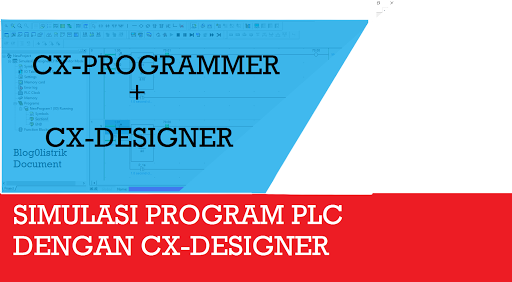 CX-PROGRAMMER
+
CX-DESIGNER
Blog0listrik
Document
SIMULASI PROGRAM PLC
DENGAN CX-DESIGNER